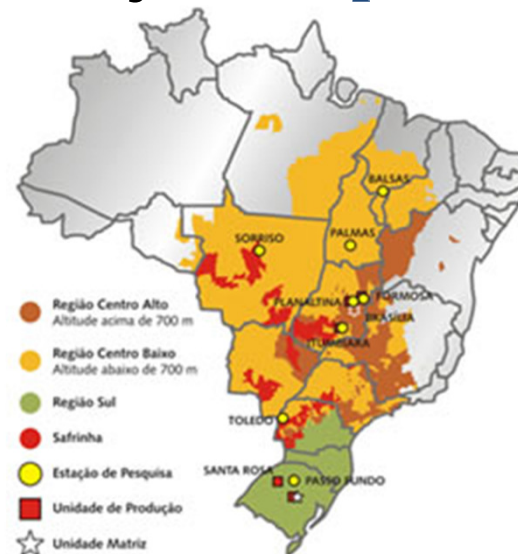 BALSAS
SORRISO
PALMAS
PLANALTINA
FORMOSA
BRASÍLIA
ITUMBIARA
Região Centro Alto
Altitude acima de 700 m
Região Centro Baixo
Altitude abaixo de 700 m
Região Sul
Safrinha
TOLEDO
Estação de Pesquisa
SANTA ROSA
PASSO FUNDO
Unidade de Produção
Unidade Matriz